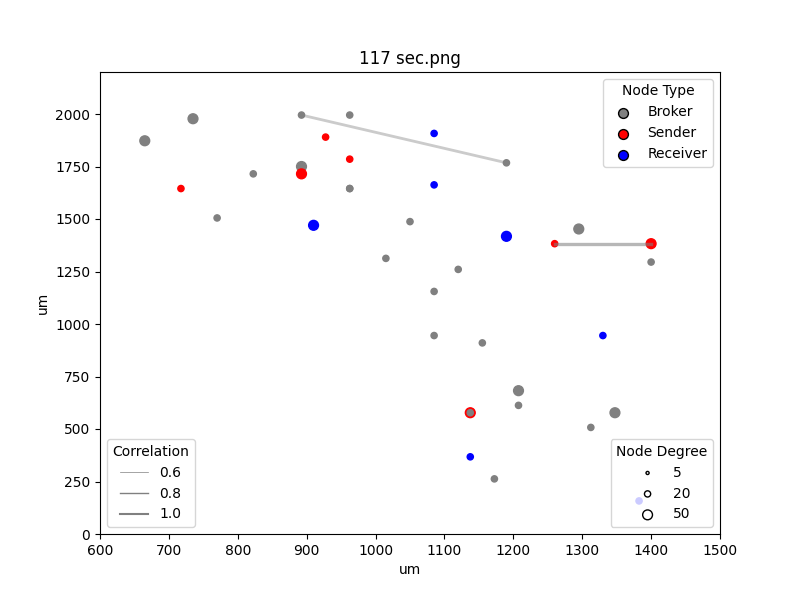 117 sec.png
Node Type
Broker
Sender
Receiver
um
2000
1750
1500
1250
1000
750
500
250
0
Correlation
0.6
0.8
1.0
Node Degree
5
20
50
600 700 800 900 1000 1100 1200 1300 1400 1500
um